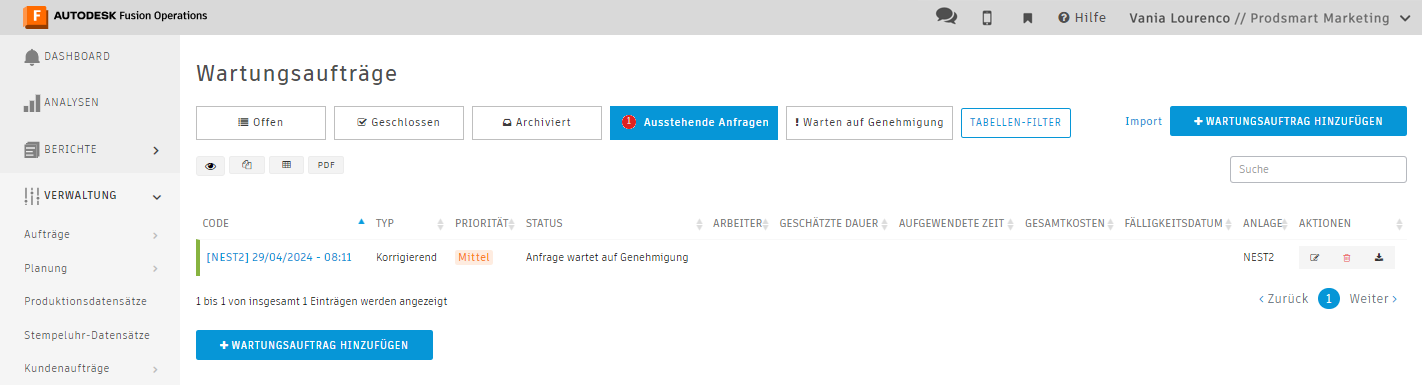 F AUTODESK Fusion Operations
Hilfe
Vania Lourenco // Prodsmart Marketing
DASHBOARD
ANALYSEN
BERICHTE
VERWALTUNG
Aufträge
Planung
Produktionsdatensätze
Stempeluhr-Datensätze
Kundenaufträge
Wartungsaufträge
Offen
Geschlossen
Archiviert
1 Ausstehende Anfragen
! Warten auf Genehmigung
TABELLEN-FILTER
Import
+ WARTUNGSAUFTRAG HINZUFÜGEN
PDF
Suche
CODE TYP PRIORITÄT STATUS ARBEITER GESCHÄTZTE DAUER AUFGEWENDETE ZEIT GESAMTKOSTEN FÄLLIGKEITSDATUM ANLAGE AKTIONEN
[NEST2] 29/04/2024 - 08:11 Korrigierend Mittel Anfrage wartet auf Genehmigung NEST2
1 bis 1 von insgesamt 1 Einträgen werden angezeigt
‹ Zurück 1 Weiter ›
+ WARTUNGSAUFTRAG HINZUFÜGEN